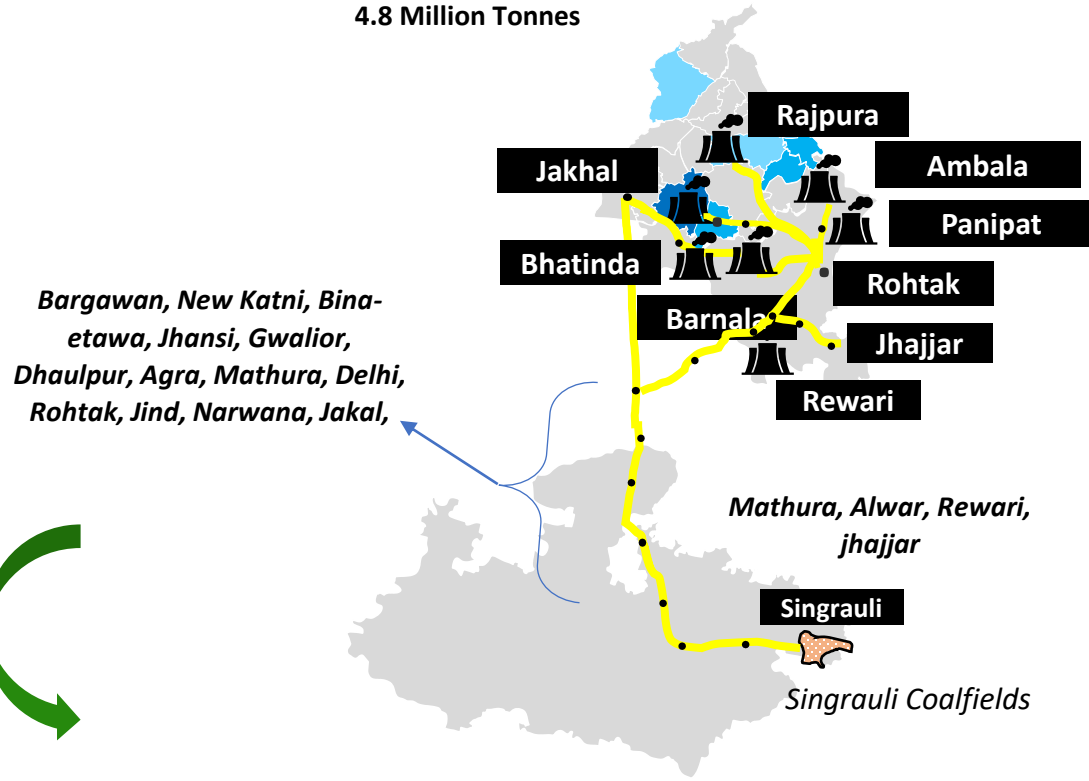 4.8 Million Tonnes
Rajpura
Jakhal
Ambala
Panipat
Bhatinda
Rohtak
Barnala
Jhajjar
Rewari
Bargawan, New Katni, Bina-
etawa, Jhansi, Gwalior,
Dhaulpur, Agra, Mathura, Delhi,
Rohtak, Jind, Narwana, Jakal,
Mathura, Alwar, Rewari,
jhajjar
Singrauli
Singrauli Coalfields